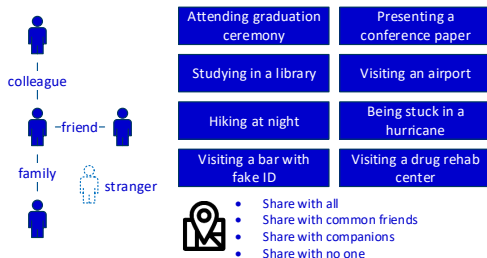 colleague
friend
family
stranger
Attending graduation
ceremony
Presenting a
conference paper
Studying in a library
Visiting an airport
Hiking at night
Being stuck in a
hurricane
Visiting a bar with
fake ID
Visiting a drug rehab
center
• Share with all
• Share with common friends
• Share with companions
• Share with no one